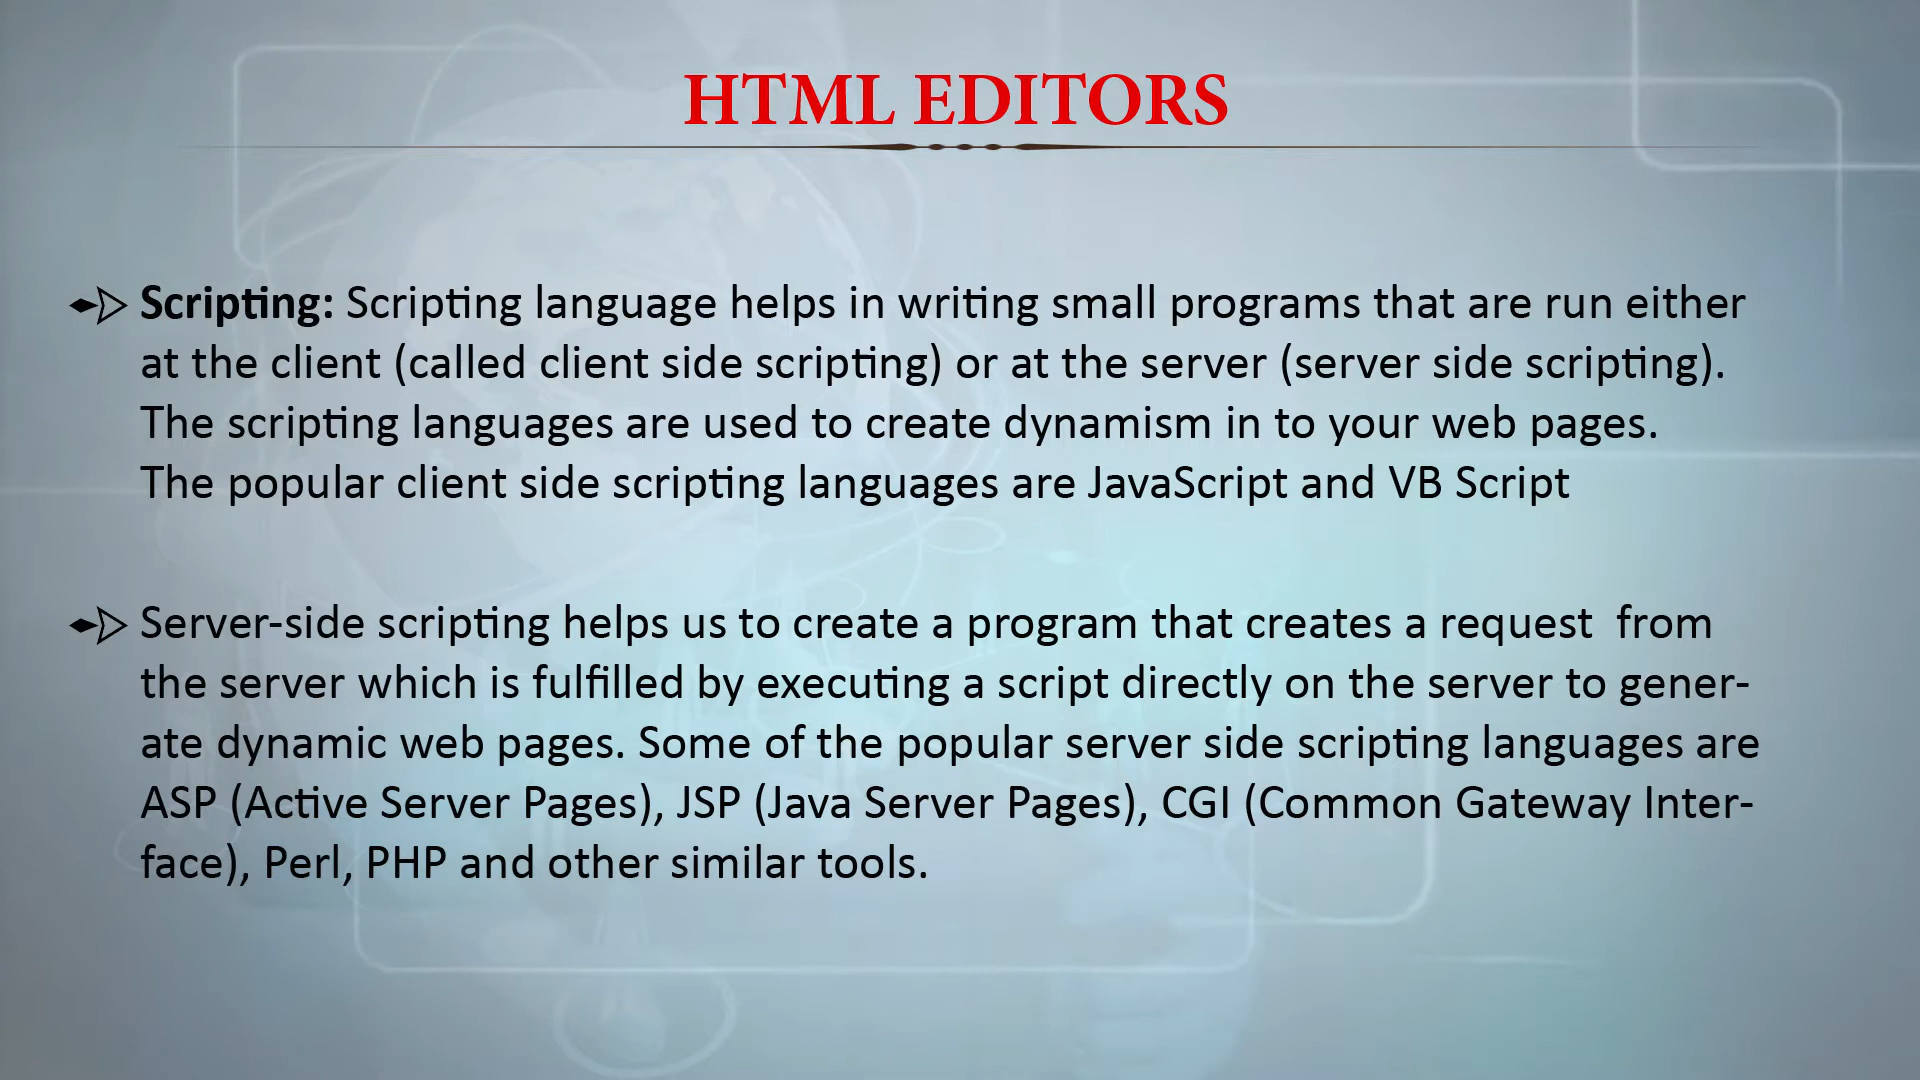 HTML EDITORS
Scripting: Scripting language helps in writing small programs that are run either
at the client (called client side scripting) or at the server (server side scripting).
The scripting languages are used to create dynamism in to your web pages.
The popular client side scripting languages are JavaScript and VB Script
Server-side scripting helps us to create a program that creates a request  from
the server which is fulfilled by executing a script directly on the server to gener-
ate dynamic web pages. Some of the popular server side scripting languages are
ASP (Active Server Pages), JSP (Java Server Pages), CGI (Common Gateway Inter-
face), Perl, PHP and other similar tools.